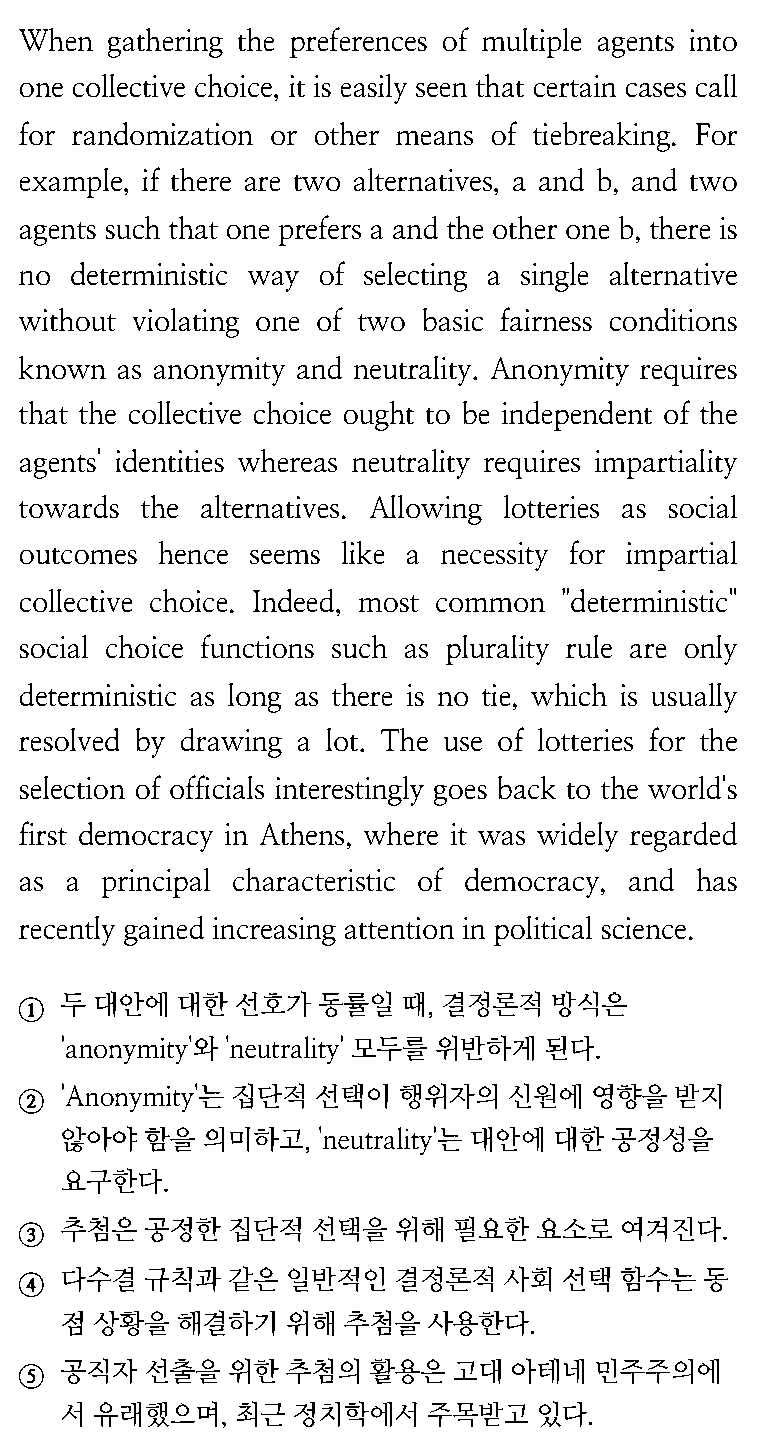 When gathering the preferences of multiple agents into
one collective choice, it is easily seen that certain cases call
for randomization or other means of tiebreaking. For
example, if there are two alternatives, a and b, and two
agents such that one prefers a and the other one b, there is
no deterministic way of selecting a single alternative
without violating one of two basic fairness conditions
known as anonymity and neutrality. Anonymity requires
that the collective choice ought to be independent of the
agents' identities whereas neutrality requires impartiality
towards the alternatives. Allowing lotteries as social
outcomes hence seems like a necessity for impartial
collective choice. Indeed, most common "deterministic"
social choice functions such as plurality rule are only
deterministic as long as there is no tie, which is usually
resolved by drawing a lot. The use of lotteries for the
selection of officials interestingly goes back to the world's
first democracy in Athens, where it was widely regarded
as a principal characteristic of democracy, and has
recently gained increasing attention in political science.
① 두 대안에 대한 선호가 동률일 때, 결정론적 방식은
'anonymity'와 'neutrality' 모두를 위반하게 된다.
② 'Anonymity'는 집단적 선택이 행위자의 신원에 영향을 받지
않아야 함을 의미하고, 'neutrality'는 대안에 대한 공정성을
요구한다.
③ 추첨은 공정한 집단적 선택을 위해 필요한 요소로 여겨진다.
④ 다수결 규칙과 같은 일반적인 결정론적 사회 선택 함수는 동
점 상황을 해결하기 위해 추첨을 사용한다.
⑤ 공직자 선출을 위한 추첨의 활용은 고대 아테네 민주주의에
서 유래했으며, 최근 정치학에서 주목받고 있다.